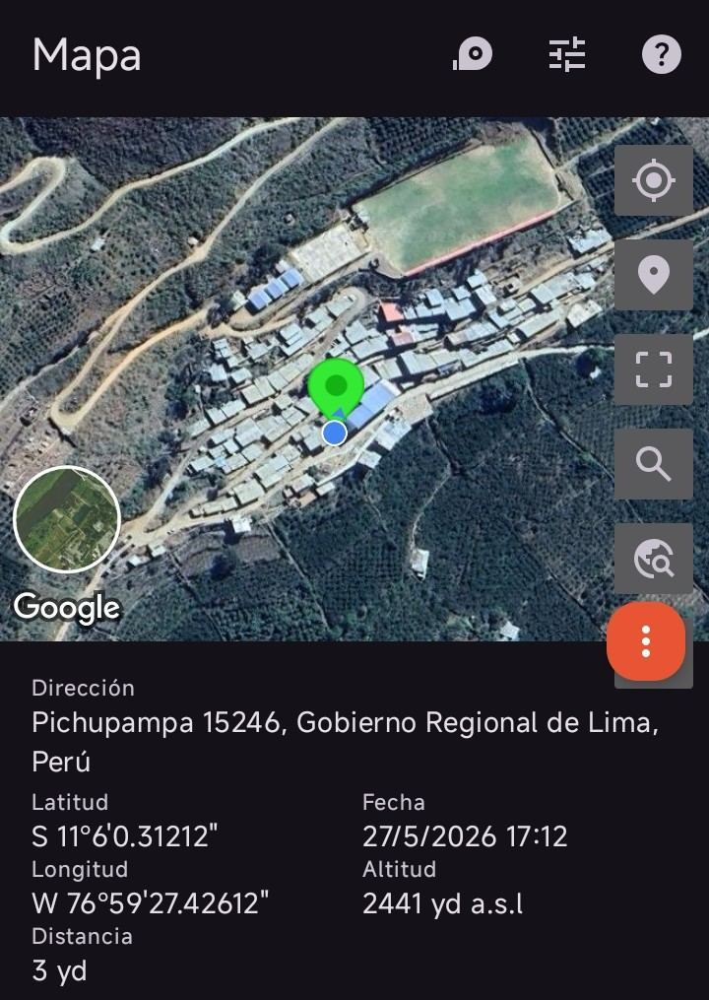 Mapa
Google
Dirección
Pichupampa 15246, Gobierno Regional de Lima,
Perú
Latitud
S 11°6'0.31212"
Fecha
27/5/2026 17:12
Longitud
W 76°59'27.42612"
Altitud
2441 yd a.s.l
Distancia
3 yd